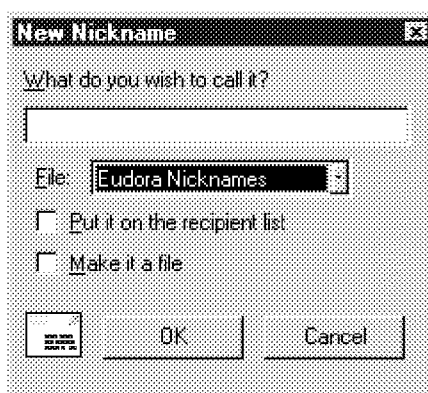 New Nickname
What do you wish to call it?
File: Eudora Nicknames
Put it on the recipient list
Make it a file
OK Cancel